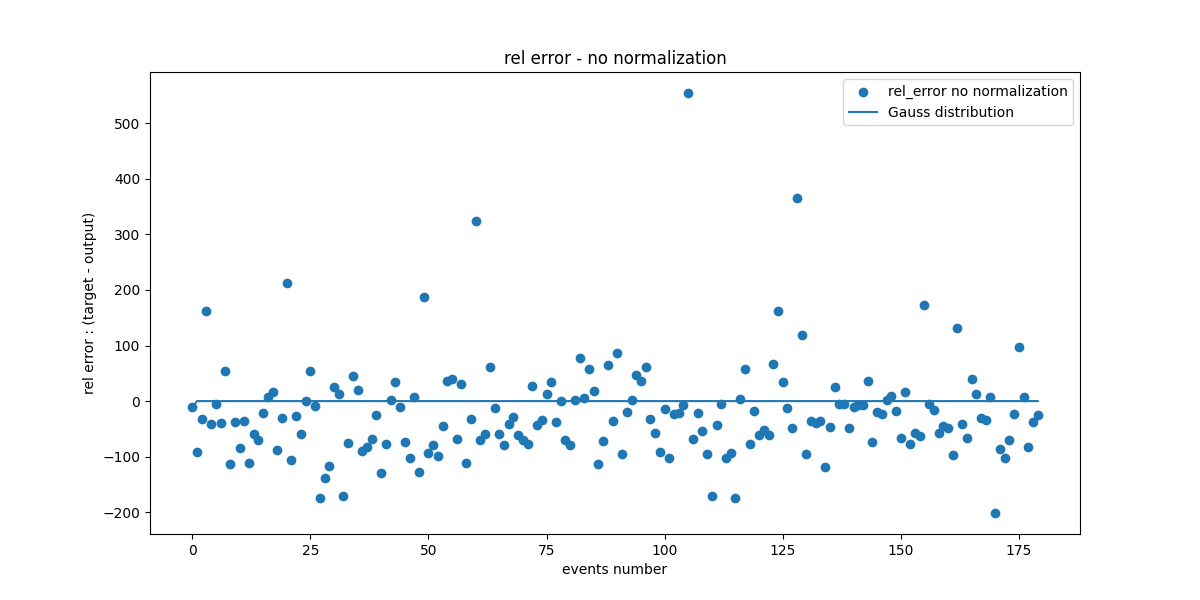 rel error - no normalization
rel_error no normalization
Gauss distribution
rel error : (target - output)
500
400
300
200
100
0
−100
−200
0 25 50 75 100 125 150 175
events number